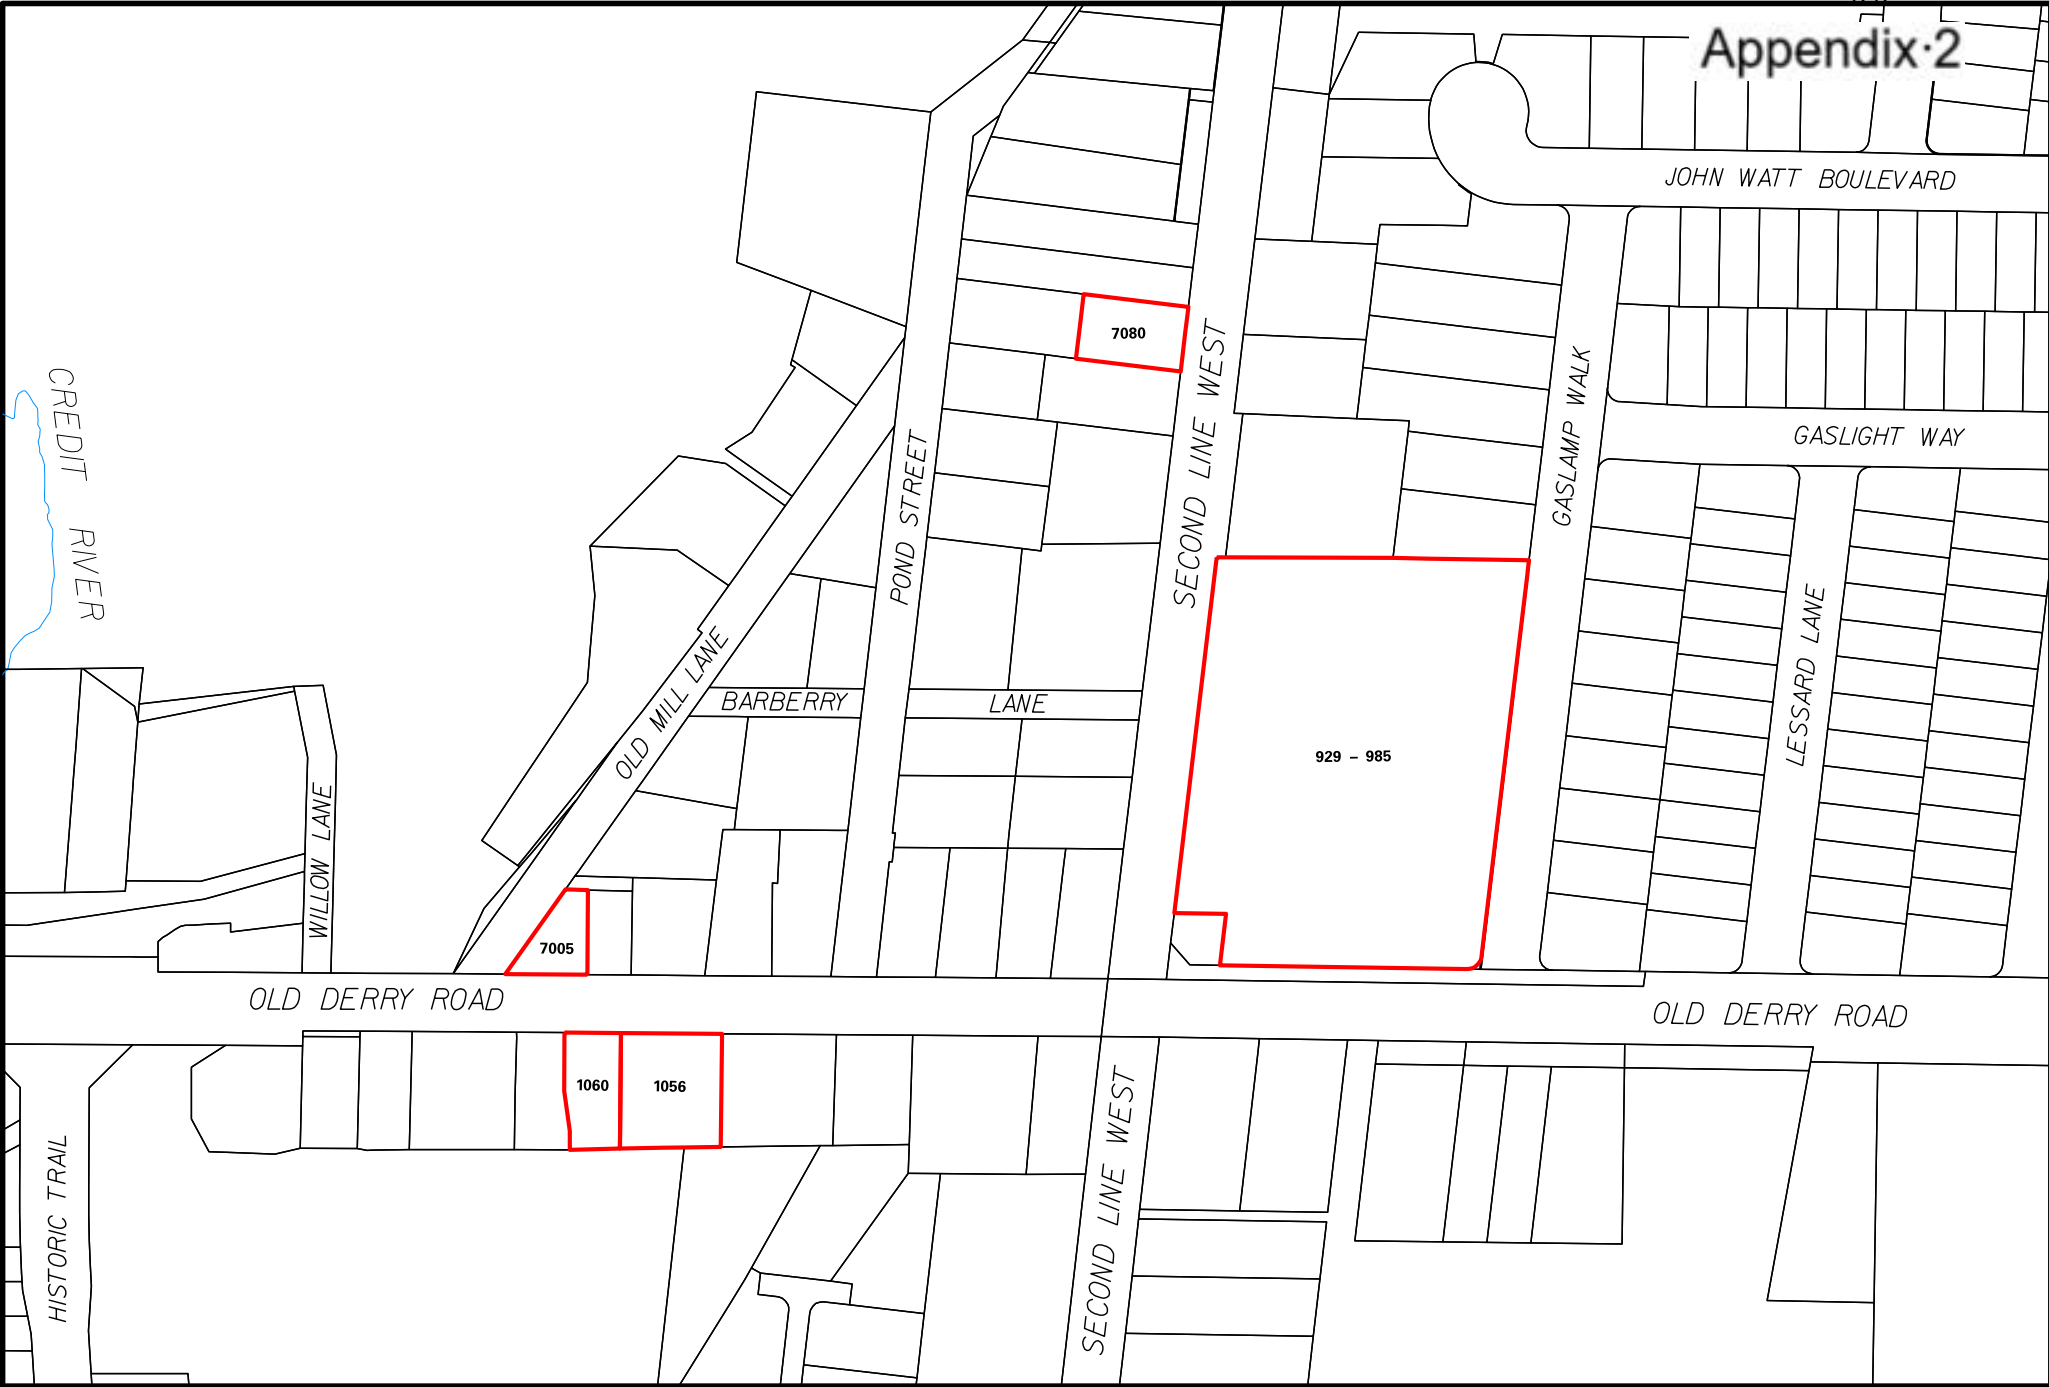 Appendix·2
JOHN WATT BOULEVARD
7080
CREDIT RIVER
SECOND LINE WEST
GASLAMP WALK
GASLIGHT WAY
POND STREET
OLD MILL LANE
BARBERRY LANE
LESSARD LANE
929 – 985
WILLOW LANE
7005
OLD DERRY ROAD
OLD DERRY ROAD
1060
1056
HISTORIC TRAIL
SECOND LINE WEST